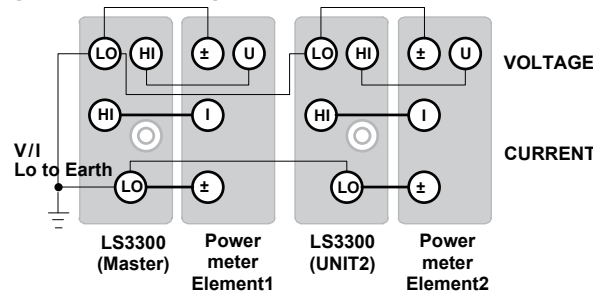 LO HI ± U LO HI ± U
VOLTAGE
HI I HI I
V/I
Lo to Earth
CURRENT
LO ± LO ±
LS3300
(Master)
Power
meter
Element1
LS3300
(UNIT2)
Power
meter
Element2